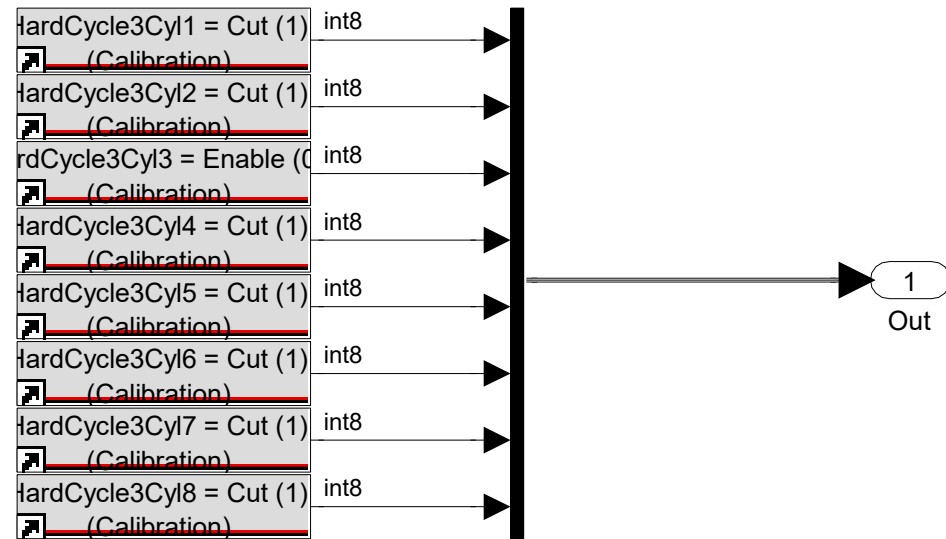 HardCycle3Cyl1 = Cut (1)
(Calibration)
int8
HardCycle3Cyl2 = Cut (1)
(Calibration)
int8
rdCycle3Cyl3 = Enable (0
(Calibration)
int8
HardCycle3Cyl4 = Cut (1)
(Calibration)
int8
HardCycle3Cyl5 = Cut (1)
(Calibration)
int8
HardCycle3Cyl6 = Cut (1)
(Calibration)
int8
HardCycle3Cyl7 = Cut (1)
(Calibration)
int8
HardCycle3Cyl8 = Cut (1)
(Calibration)
int8
1
Out